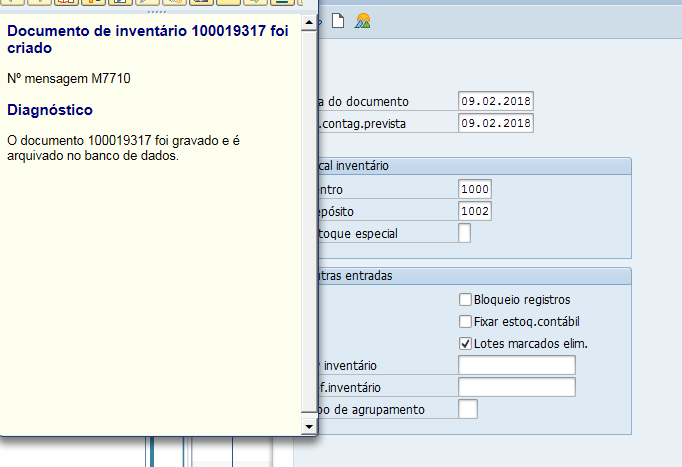 Documento de inventário 100019317 foi
criado
Nº mensagem M7710
Diagnóstico
O documento 100019317 foi gravado e é
arquivado no banco de dados.
a do documento 09.02.2018
.contag.prevista 09.02.2018
cal inventário
entro 1000
epósito 1002
toque especial
tras entradas
Bloqueio registros
Fixar estoq.contábil
Lotes marcados elim.
inventário
f.inventário
po de agrupamento